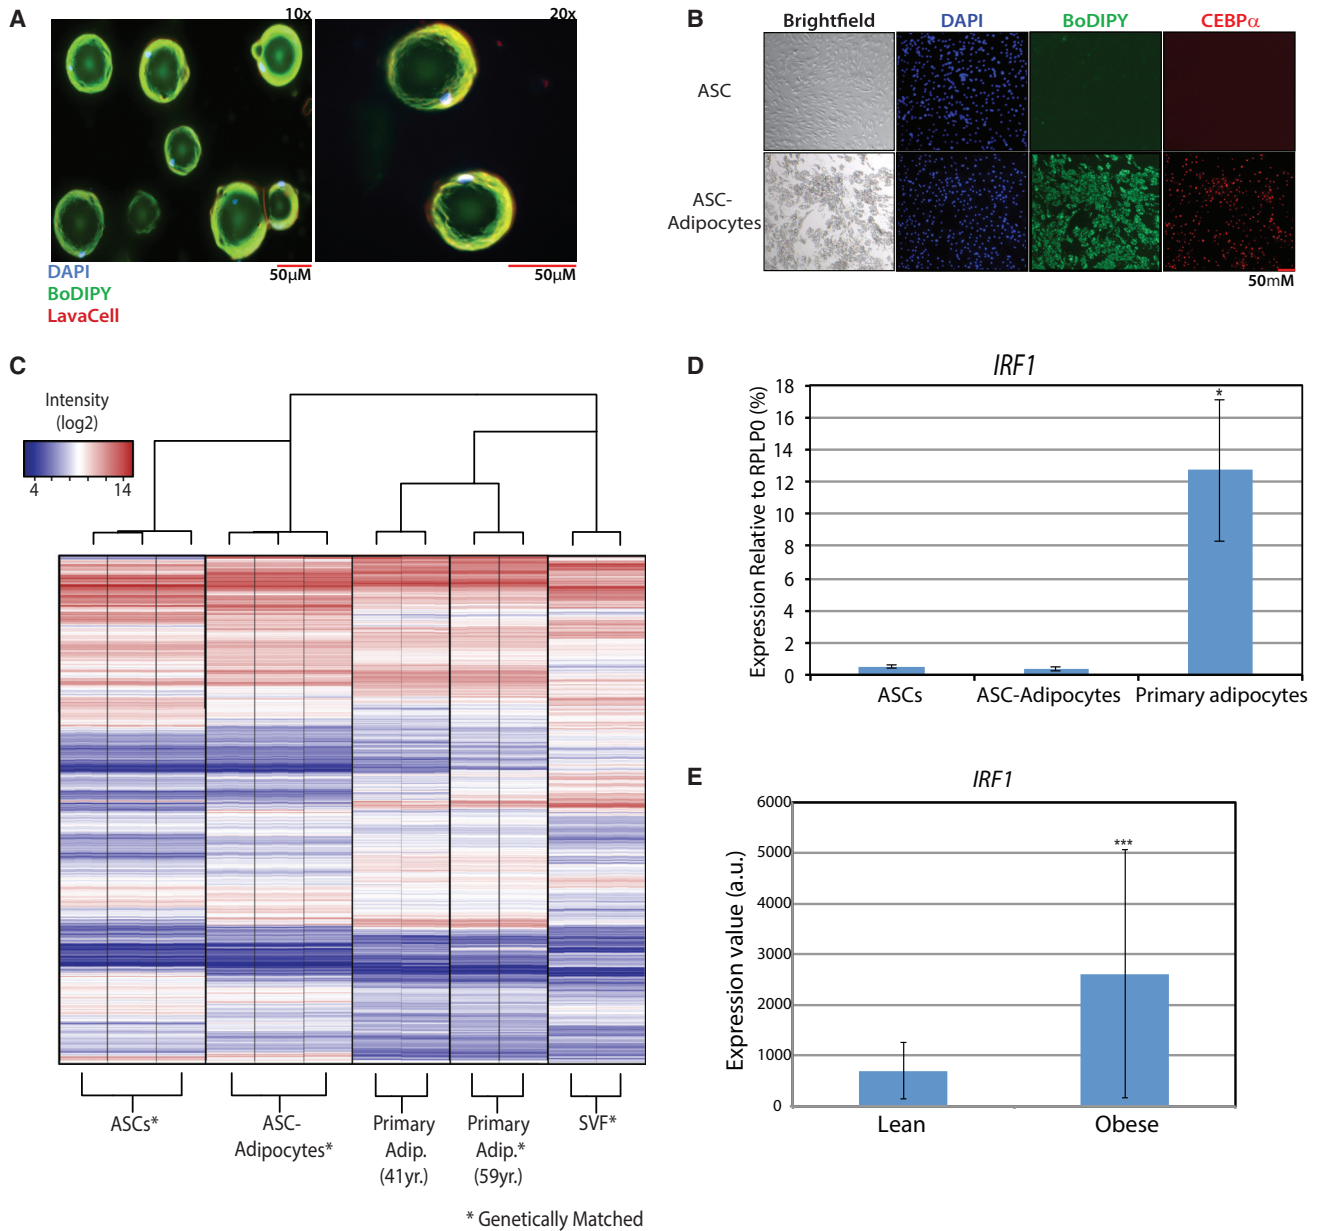 A
10x
20x
DAPI
BoDIPY
LavaCell
50µM
50µM
B
Brightfield
DAPI
BoDIPY
CEBPα
ASC
ASC-
Adipocytes
50mM
C
Intensity
(log2)
4
14
ASCs*
ASC-
Adipocytes*
Primary
Adip.
(41yr.)
Primary
Adip.*
(59yr.)
SVF*
* Genetically Matched
D
IRF1
Expression Relative to RPLP0 (%)
18
16
14
12
10
8
6
4
2
0
*
ASCs
ASC-Adipocytes
Primary adipocytes
E
IRF1
Expression value (a.u.)
6000
5000
4000
3000
2000
1000
0
***
Lean
Obese